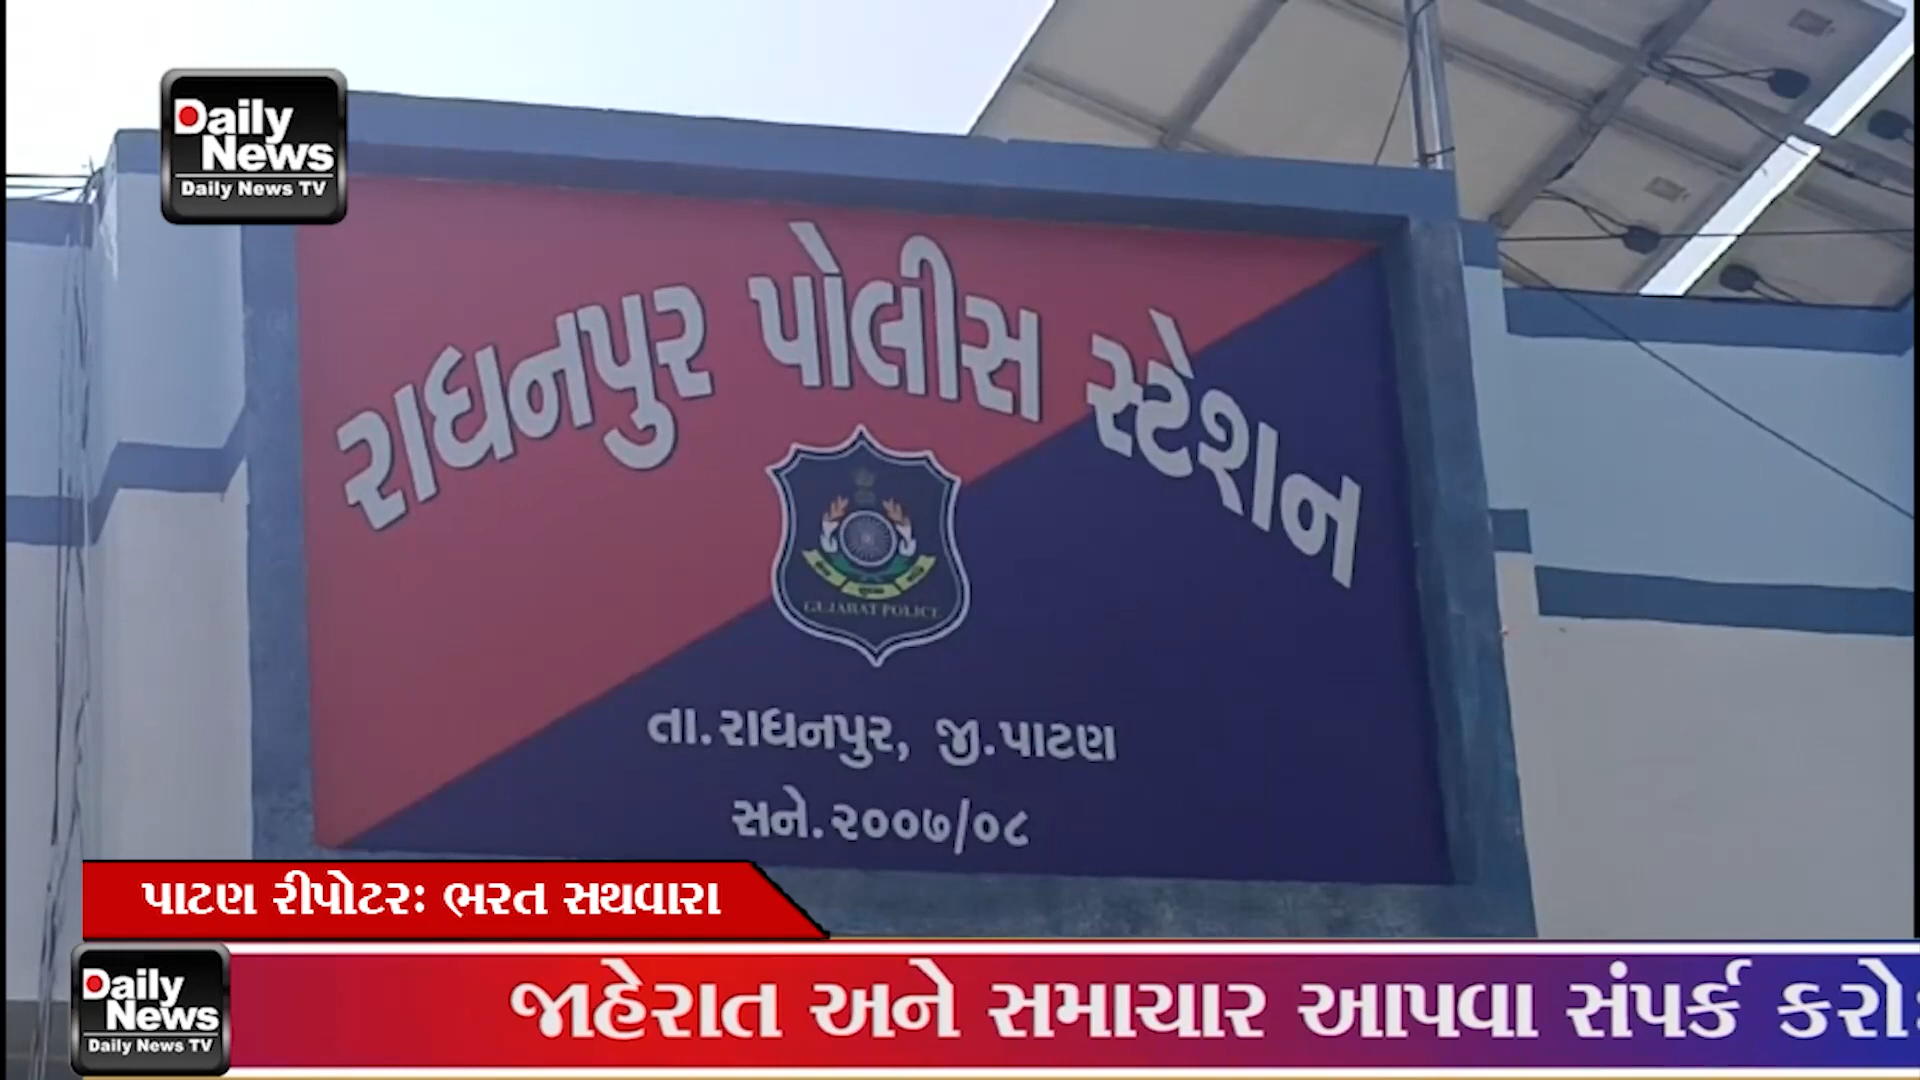 Daily
News
Daily News TV
રાધનપુર પોલીસ સ્ટેશન
GUJARAT POLICE
તા.રાધનપુર, જી.પાટણ
સને.૨૦૦૭/૦૮
પાટણ રીપોટરઃ ભરત સથવારા
Daily
News
Daily News TV
જાહેરાત અને સમાચાર આપવા સંપર્ક કરોઃ